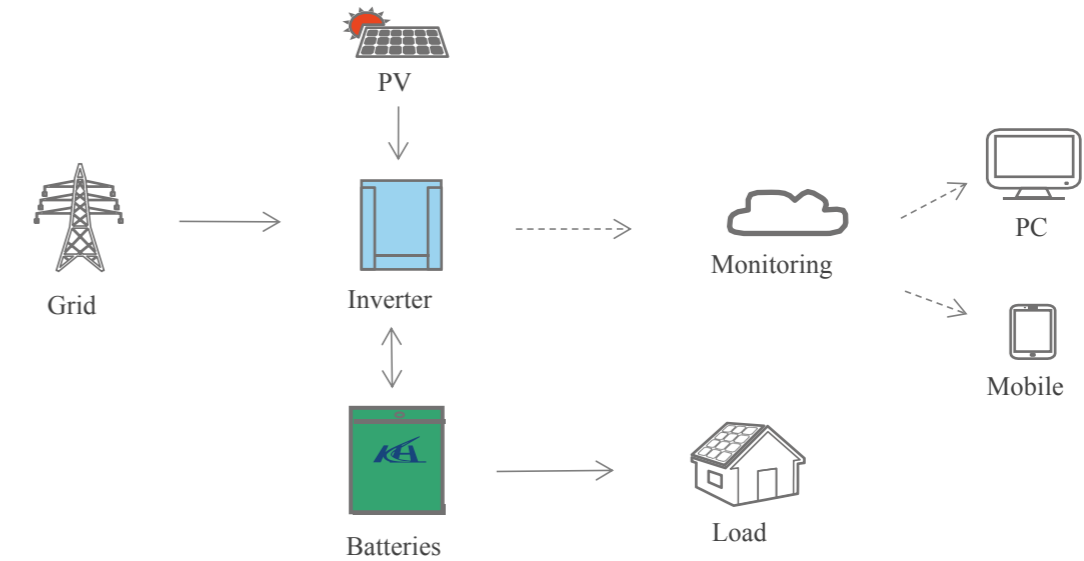 PV
Grid
Inverter
Monitoring
PC
Mobile
Batteries
Load